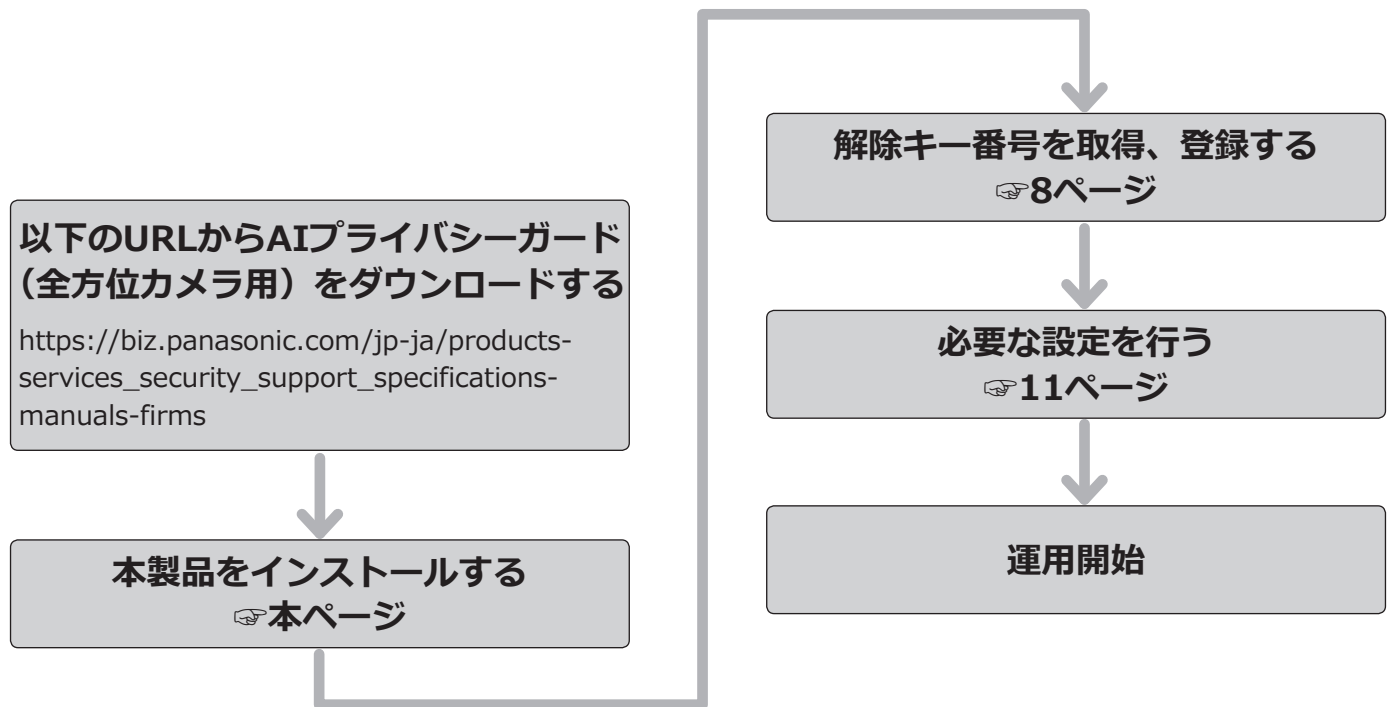 以下のURLからAIプライバシーガード
（全方位カメラ用）をダウンロードする
https://biz.panasonic.com/jp-ja/products-
services_security_support_specifications-
manuals-firms
本製品をインストールする
☞本ページ
解除キー番号を取得、登録する
☞8ページ
必要な設定を行う
☞11ページ
運用開始